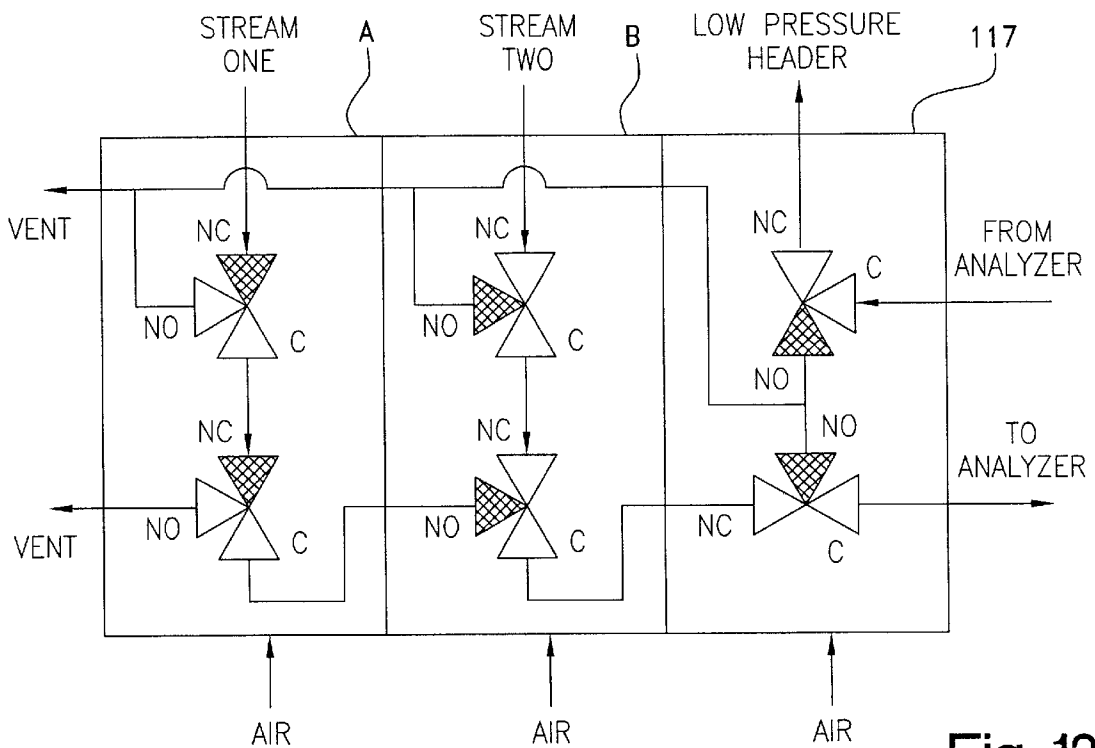 STREAM
ONE
A
STREAM
TWO
B
LOW PRESSURE
HEADER
117
VENT
NC
NC
NC
FROM
ANALYZER
C
NO
C
NO
C
NO
NC
NC
NO
TO
ANALYZER
VENT
NO
C
NO
C
NC
C
AIR
AIR
AIR